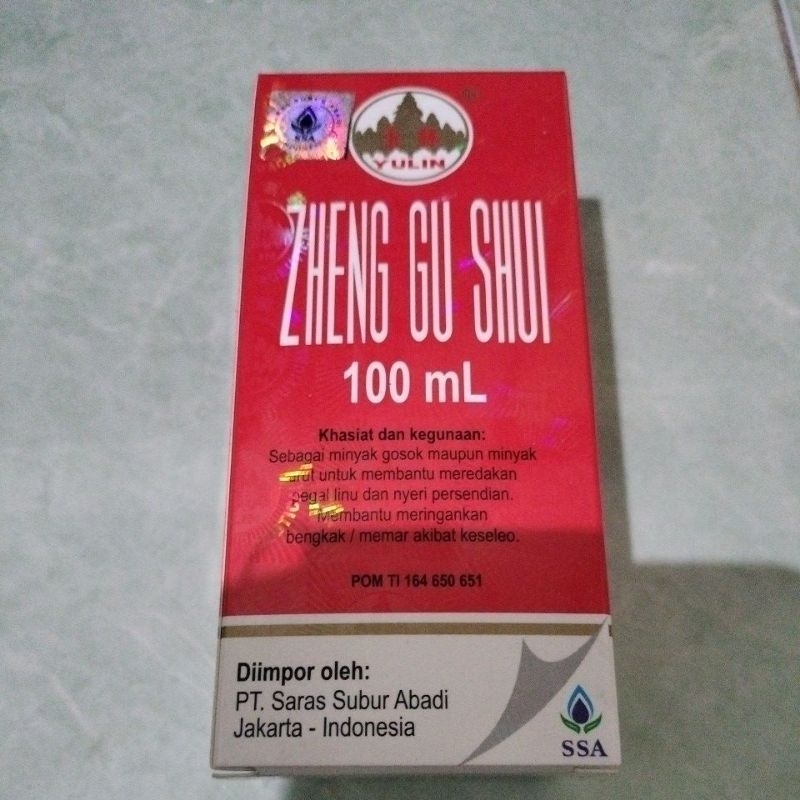 SSA
YULIN
ZHENG GU SHUI
100 mL
Khasiat dan kegunaan:
Sebagai minyak gosok maupun minyak
urut untuk membantu meredakan
pegal linu dan nyeri persendian.
Membantu meringankan
bengkak / memar akibat keseleo.
POM TI 164 650 651
Diimpor oleh:
PT. Saras Subur Abadi
Jakarta - Indonesia
SSA